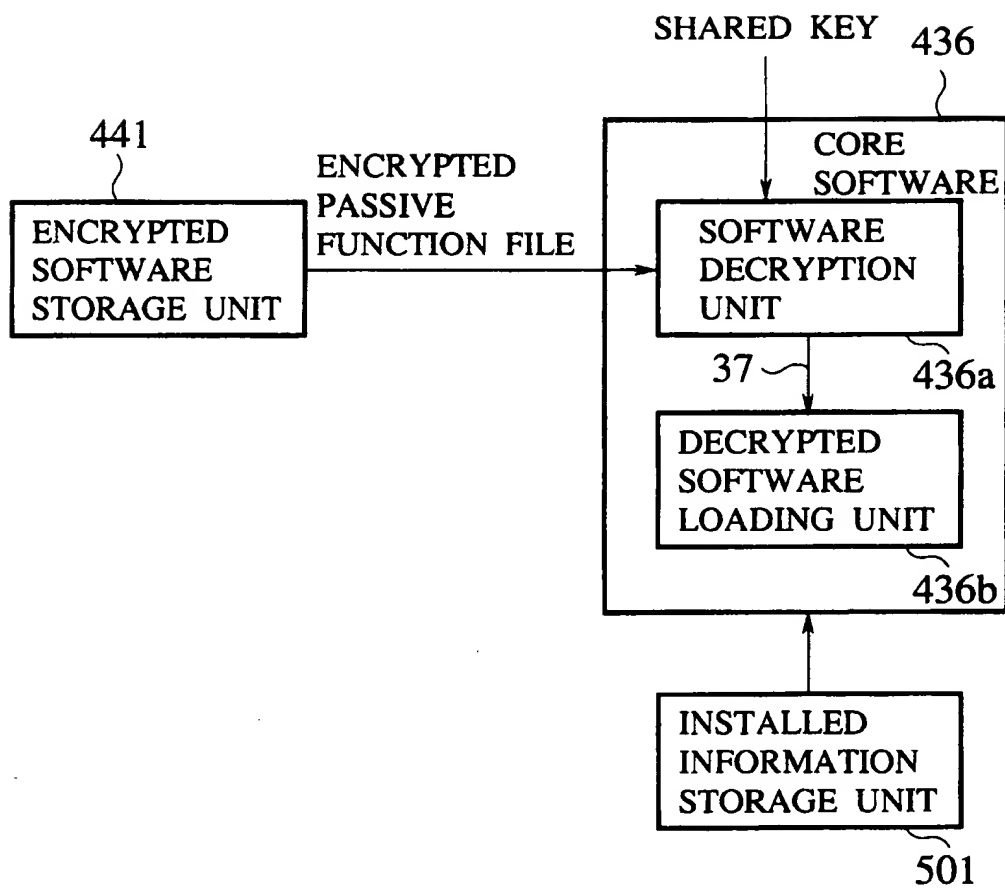 SHARED KEY
436
441
ENCRYPTED
PASSIVE
FUNCTION FILE
CORE
SOFTWARE
ENCRYPTED
SOFTWARE
STORAGE UNIT
SOFTWARE
DECRYPTION
UNIT
37
436a
DECRYPTED
SOFTWARE
LOADING UNIT
436b
INSTALLED
INFORMATION
STORAGE UNIT
501